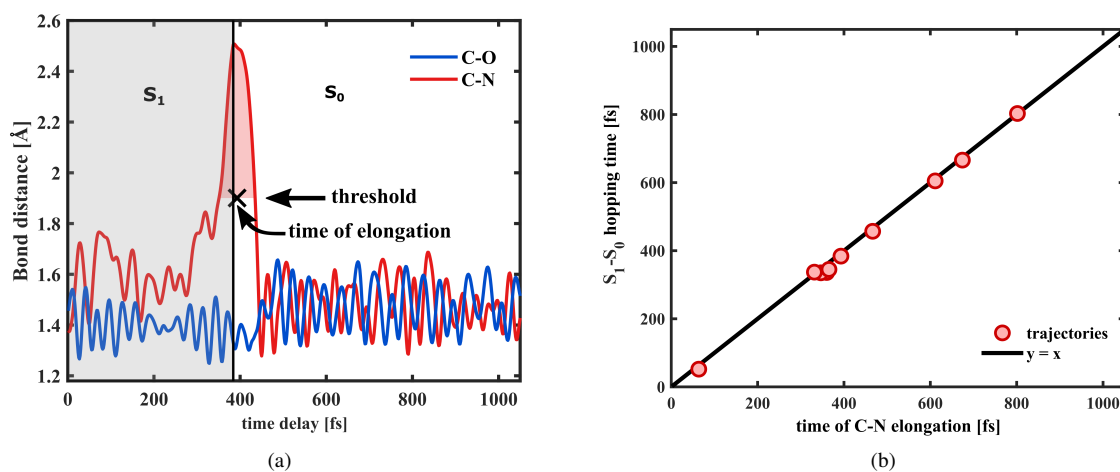 2.6
2.4
2.2
2.0
1.8
1.6
1.4
1.2
Bond distance [Å]
S₁
S₀
C-O
C-N
threshold
time of elongation
0 200 400 600 800 1000
time delay [fs]
(a)
1000
800
600
400
200
0
S₁-S₀ hopping time [fs]
trajectories
y = x
0 200 400 600 800 1000
time of C-N elongation [fs]
(b)